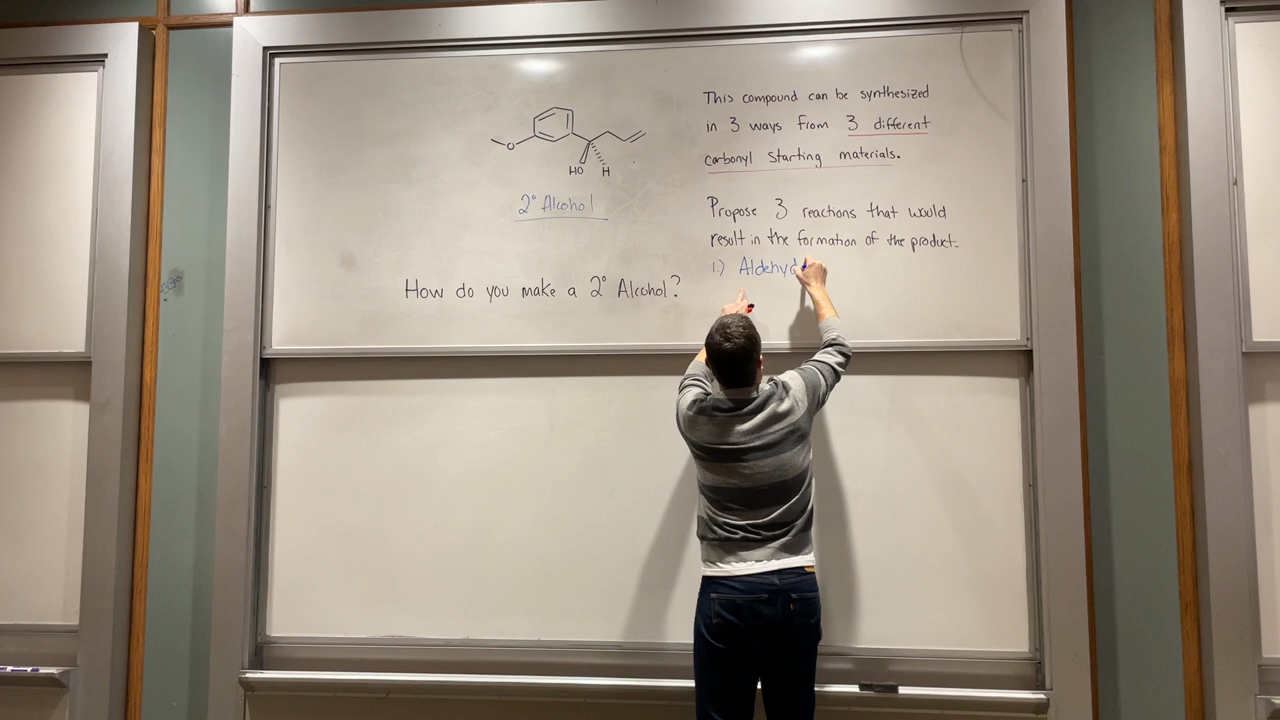 This compound can be synthesized
in 3 ways from 3 different
carbonyl starting materials.
O
HO H
2° Alcohol
Propose 3 reactions that would
result in the formation of the product.
1.) Aldehyd
How do you make a 2° Alcohol?